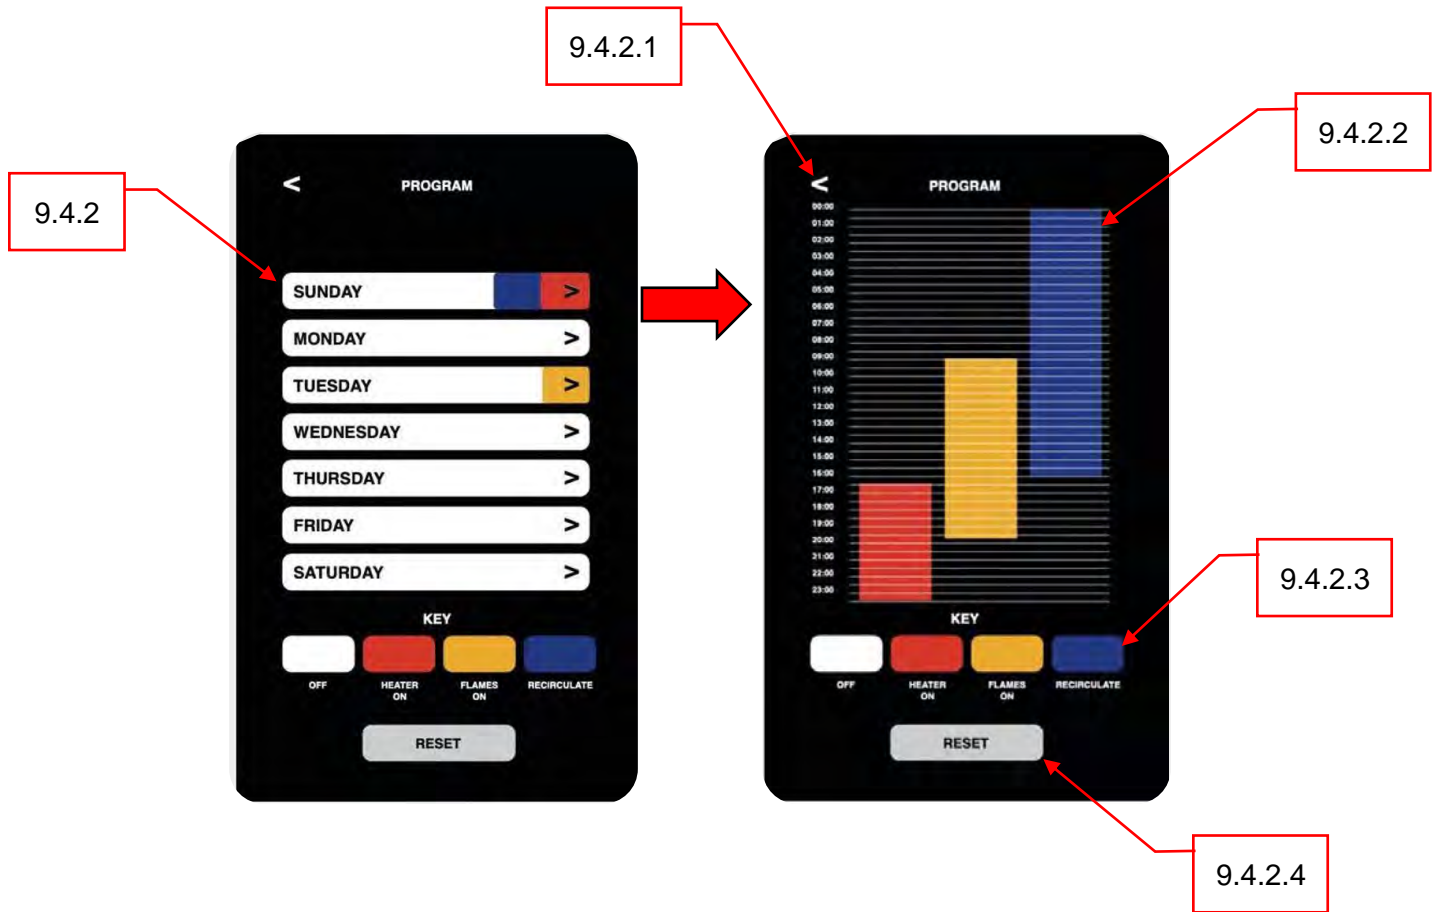 9.4.2.1
9.4.2.2
9.4.2
< PROGRAM
SUNDAY >
MONDAY >
TUESDAY >
WEDNESDAY >
THURSDAY >
FRIDAY >
SATURDAY >
KEY
OFF HEATER ON FLAMES ON RECIRCULATE
RESET
< PROGRAM
00:00
01:00
02:00
03:00
04:00
05:00
06:00
07:00
08:00
09:00
10:00
11:00
12:00
13:00
14:00
15:00
16:00
17:00
18:00
19:00
20:00
21:00
22:00
23:00
KEY
OFF HEATER ON FLAMES ON RECIRCULATE
RESET
9.4.2.3
9.4.2.4